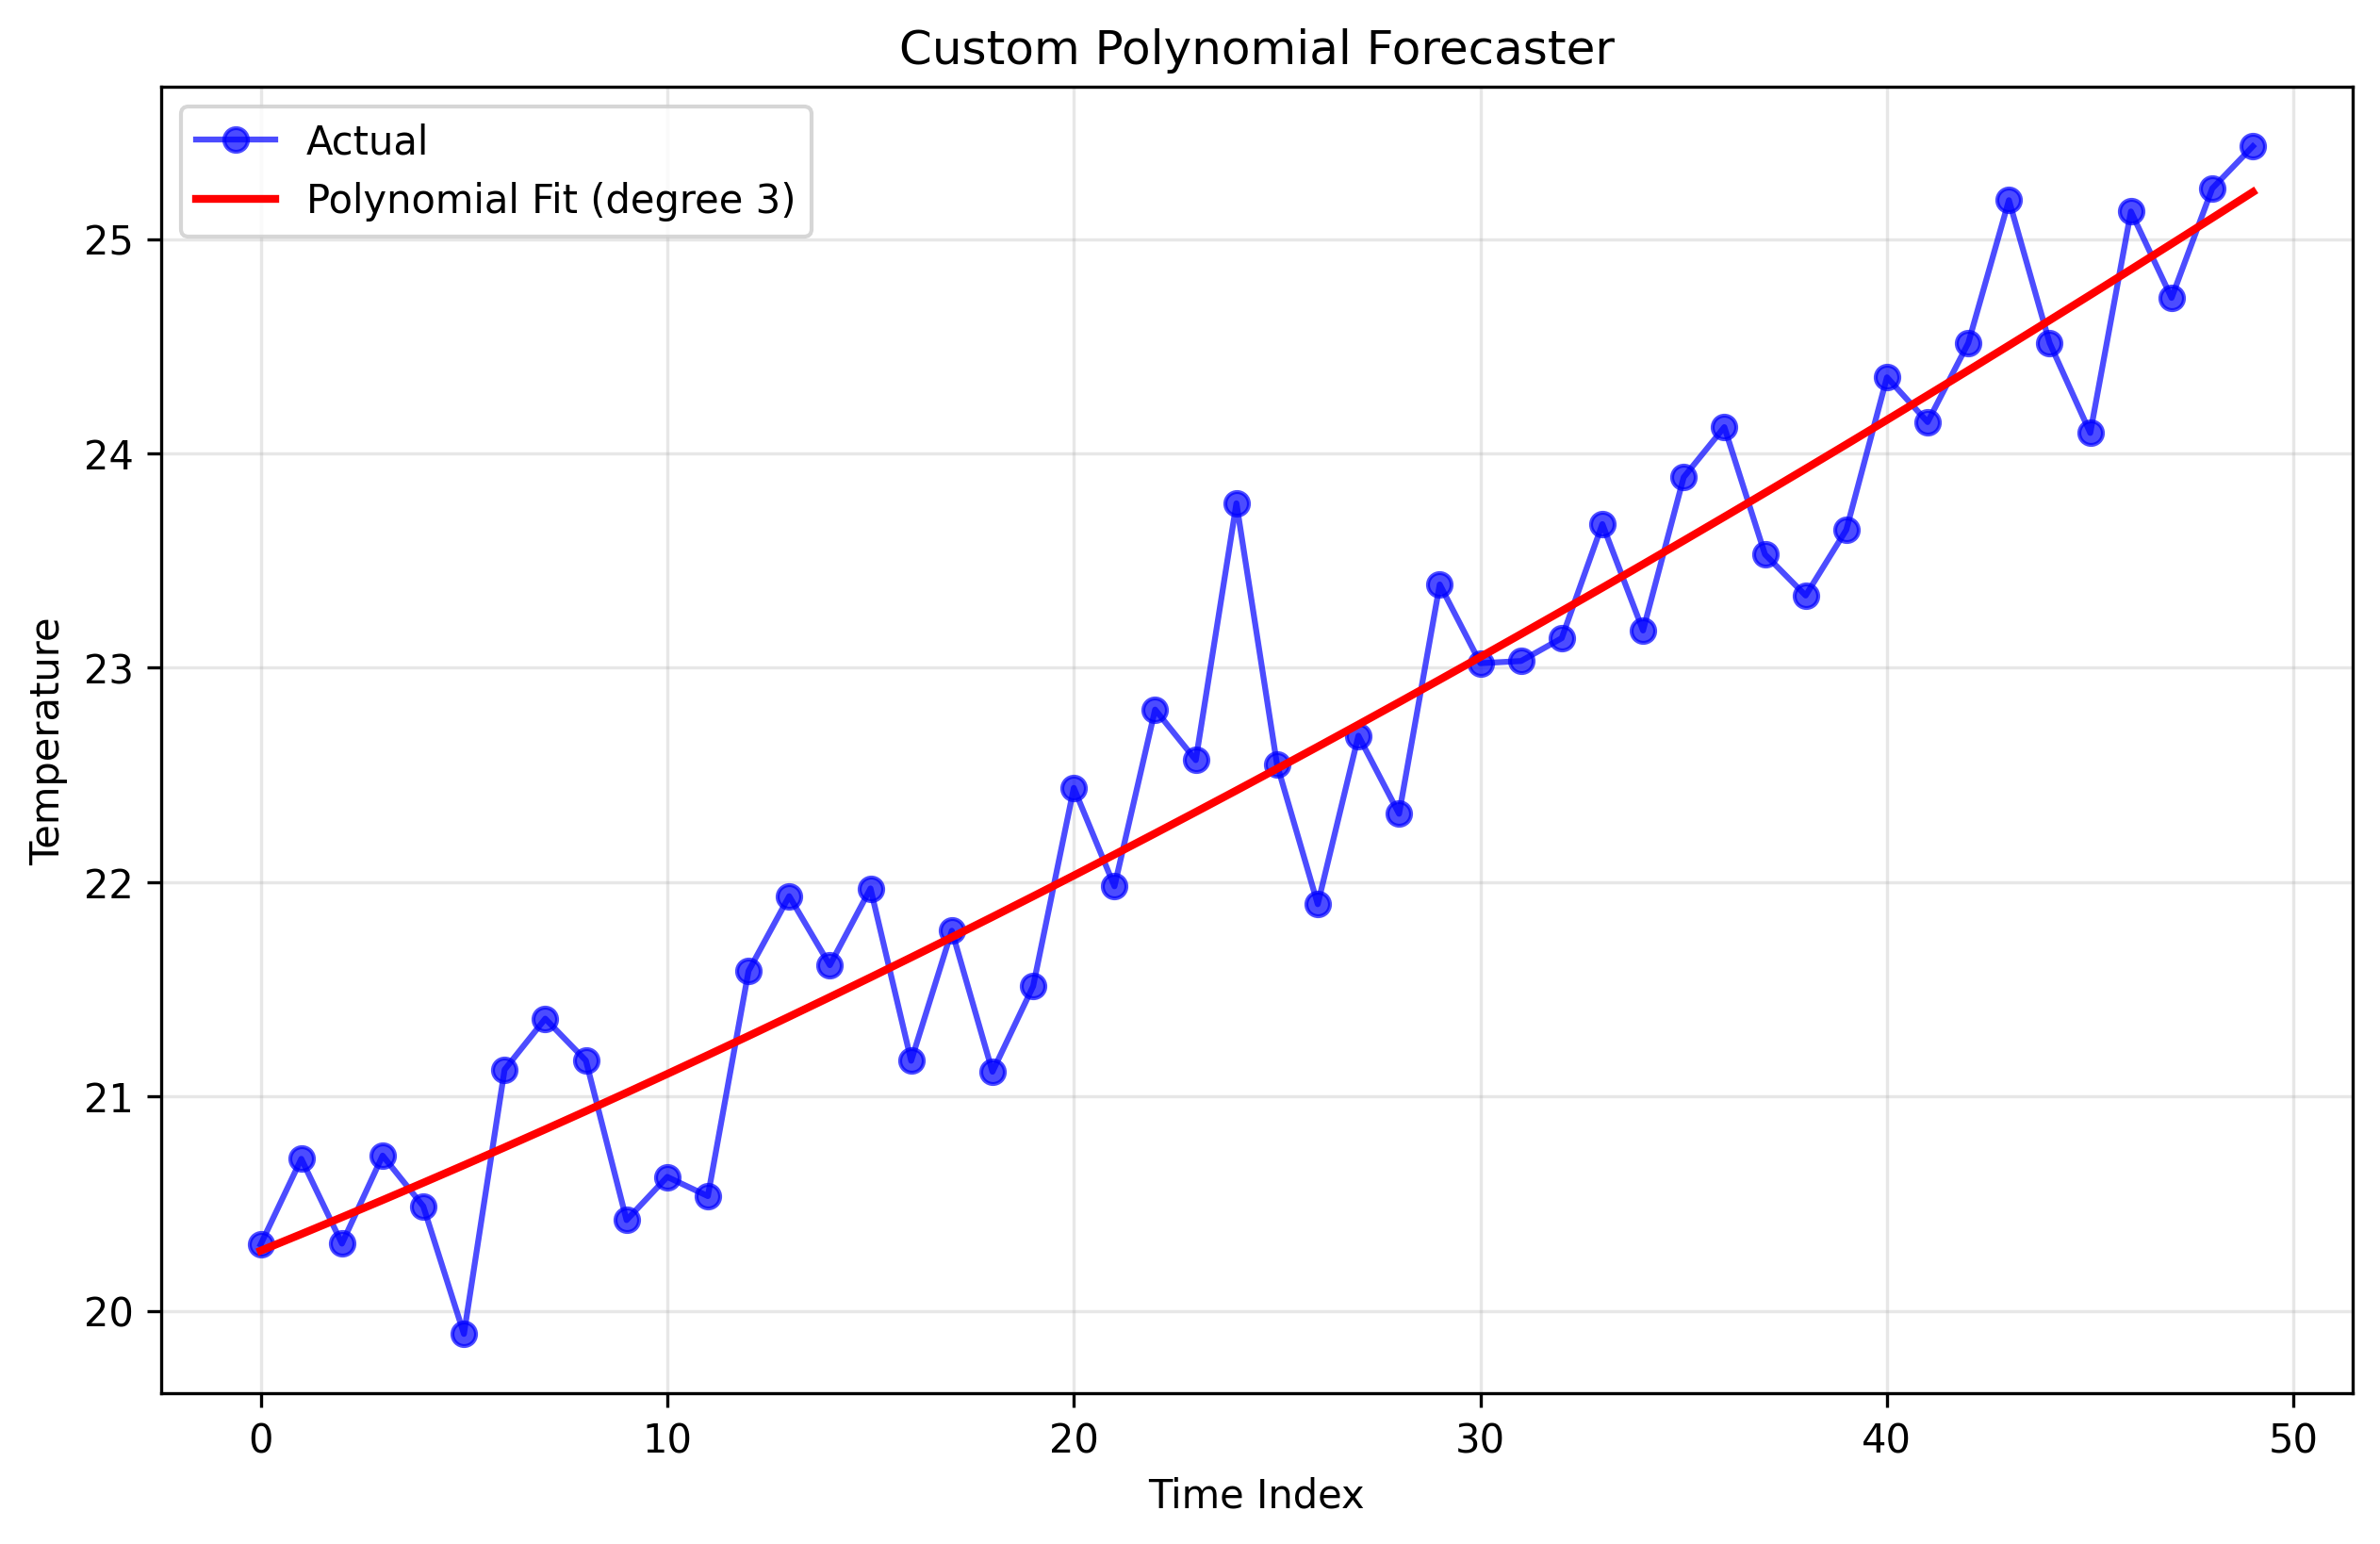 Custom Polynomial Forecaster
Actual
Polynomial Fit (degree 3)
Temperature
25
24
23
22
21
20
0 10 20 30 40 50
Time Index